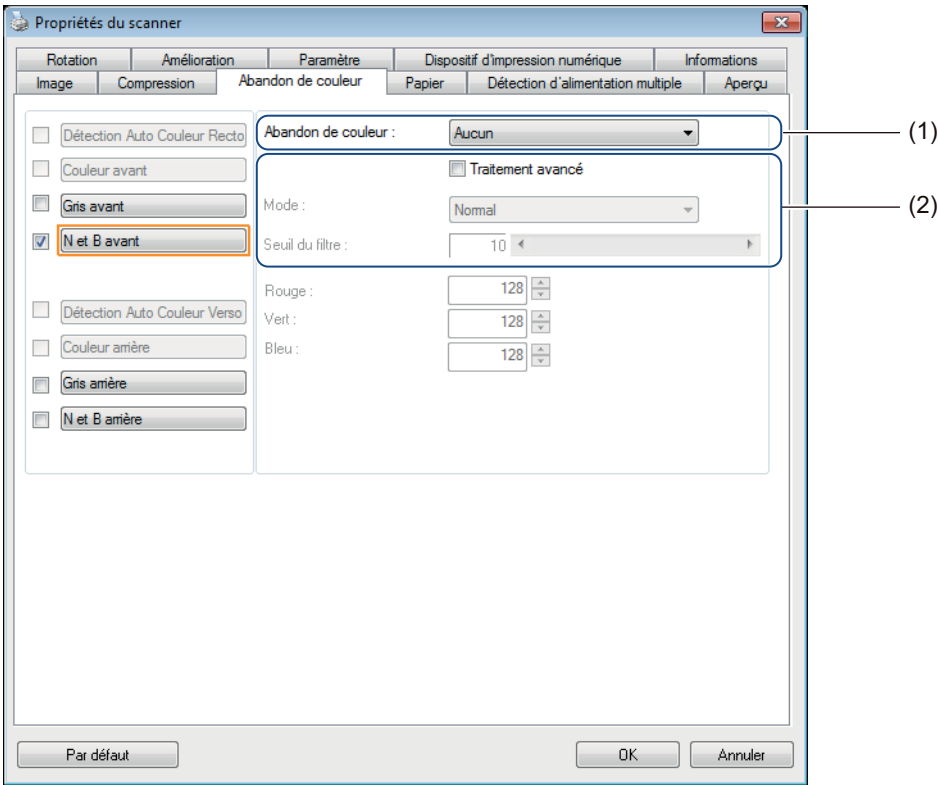 Propriétés du scanner
Rotation
Amélioration
Paramètre
Dispositif d'impression numérique
Informations
Image
Compression
Abandon de couleur
Papier
Détection d'alimentation multiple
Aperçu
Détection Auto Couleur Recto
Couleur avant
Gris avant
N et B avant
Détection Auto Couleur Verso
Couleur arrière
Gris arrière
N et B arrière
Abandon de couleur :
Aucun
(1)
Traitement avancé
(2)
Mode :
Normal
Seuil du filtre :
10
Rouge :
128
Vert :
128
Bleu :
128
Par défaut
OK
Annuler